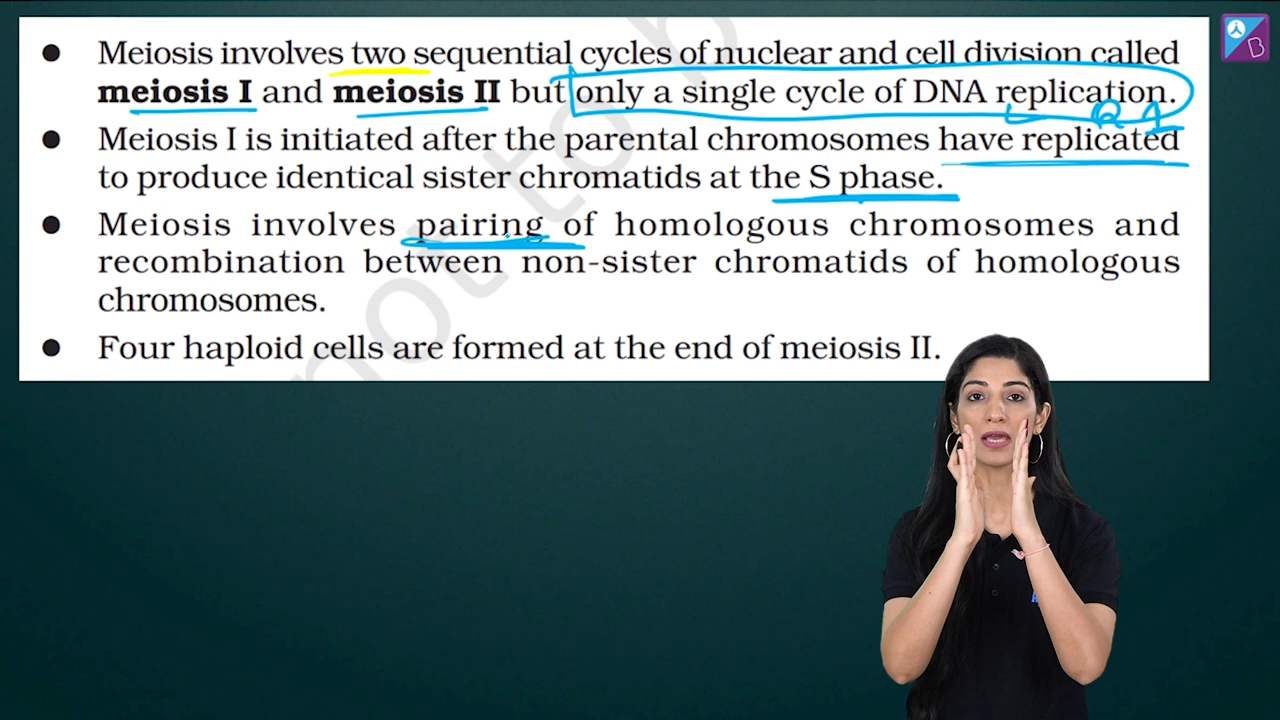 ● Meiosis involves two sequential cycles of nuclear and cell division called
meiosis I and meiosis II but only a single cycle of DNA replication.
● Meiosis I is initiated after the parental chromosomes have replicated
to produce identical sister chromatids at the S phase.
● Meiosis involves pairing of homologous chromosomes and
recombination between non-sister chromatids of homologous
chromosomes.
● Four haploid cells are formed at the end of meiosis II.
not to b
B